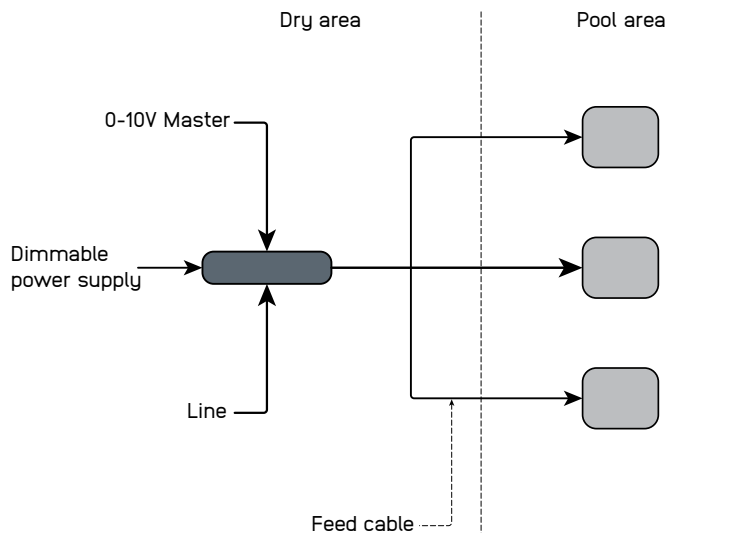 Dry area
Pool area
0-10V Master
Dimmable
power supply
Line
Feed cable